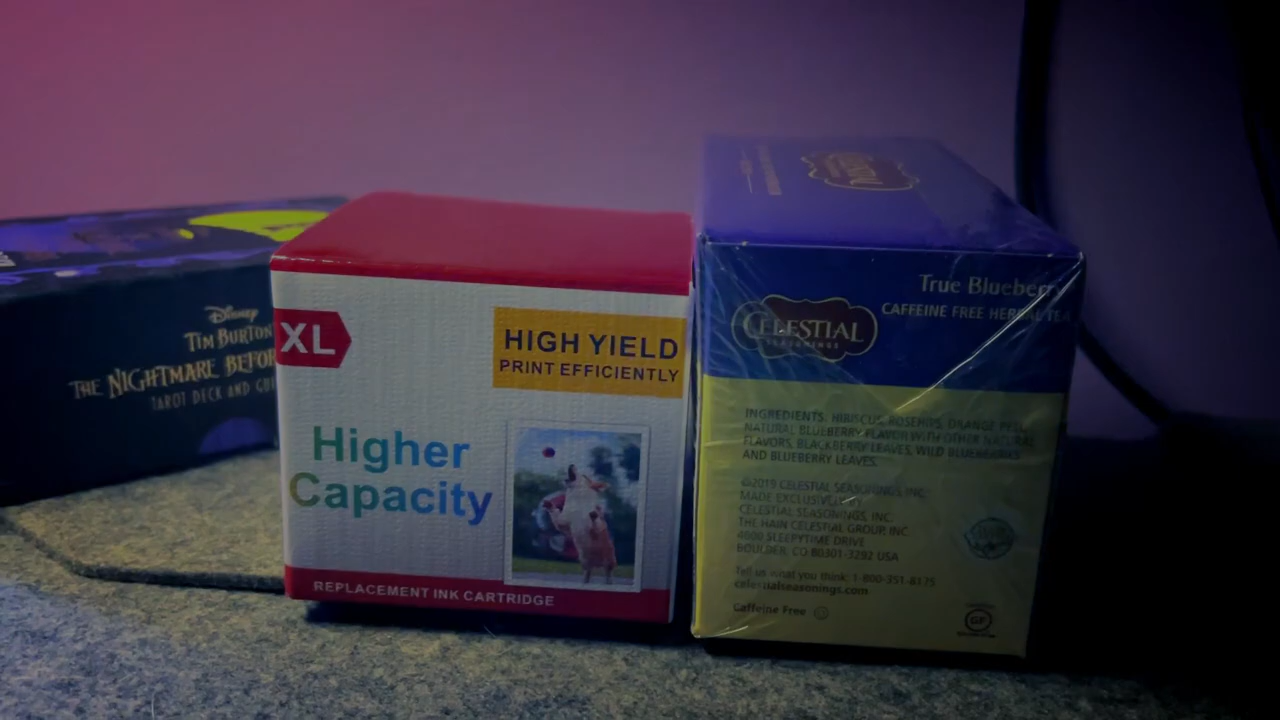 Disney
TIM BURTON
THE NIGHTMARE BEFOR
TAROT DECK AND GUI
XL
HIGH YIELD
PRINT EFFICIENTLY
Higher
Capacity
REPLACEMENT INK CARTRIDGE
True Blueberr
CAFFEINE FREE HERBAL TEA
CELESTIAL
SEASONINGS
INGREDIENTS: HIBISCUS, ROSEHIPS, ORANGE PEEL,
NATURAL BLUEBERRY FLAVOR WITH OTHER NATURAL
FLAVORS, BLACKBERRY LEAVES, WILD BLUEBERRIES
AND BLUEBERRY LEAVES.
©2019 CELESTIAL SEASONINGS, INC.
MADE EXCLUSIVELY BY
CELESTIAL SEASONINGS, INC.
THE HAIN CELESTIAL GROUP, INC.
4600 SLEEPYTIME DRIVE
BOULDER, CO 80301-3292 USA
Tell us what you think: 1-800-351-8175
celestialseasonings.com
Caffeine Free
GF